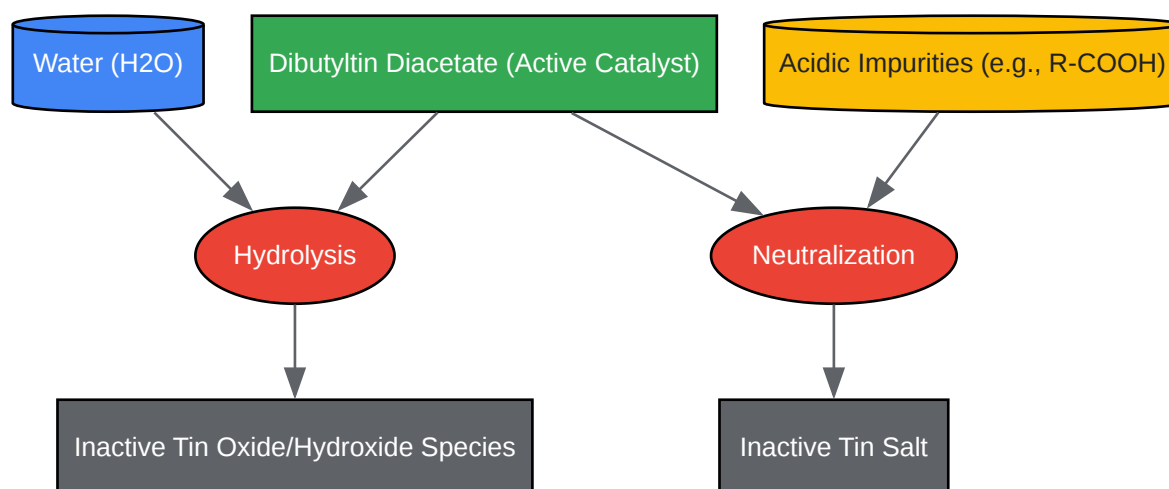 Water (H2O)
Dibutyltin Diacetate (Active Catalyst)
Acidic Impurities (e.g., R-COOH)
Hydrolysis
Neutralization
Inactive Tin Oxide/Hydroxide Species
Inactive Tin Salt